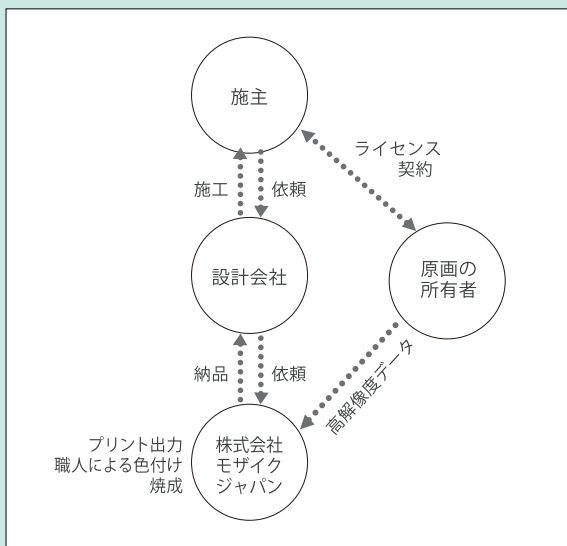 施主
ライセンス
契約
施工
依頼
設計会社
原画の
所有者
納品
依頼
高解像度データ
プリント出力
職人による色付け
焼成
株式会社
モザイク
ジャパン